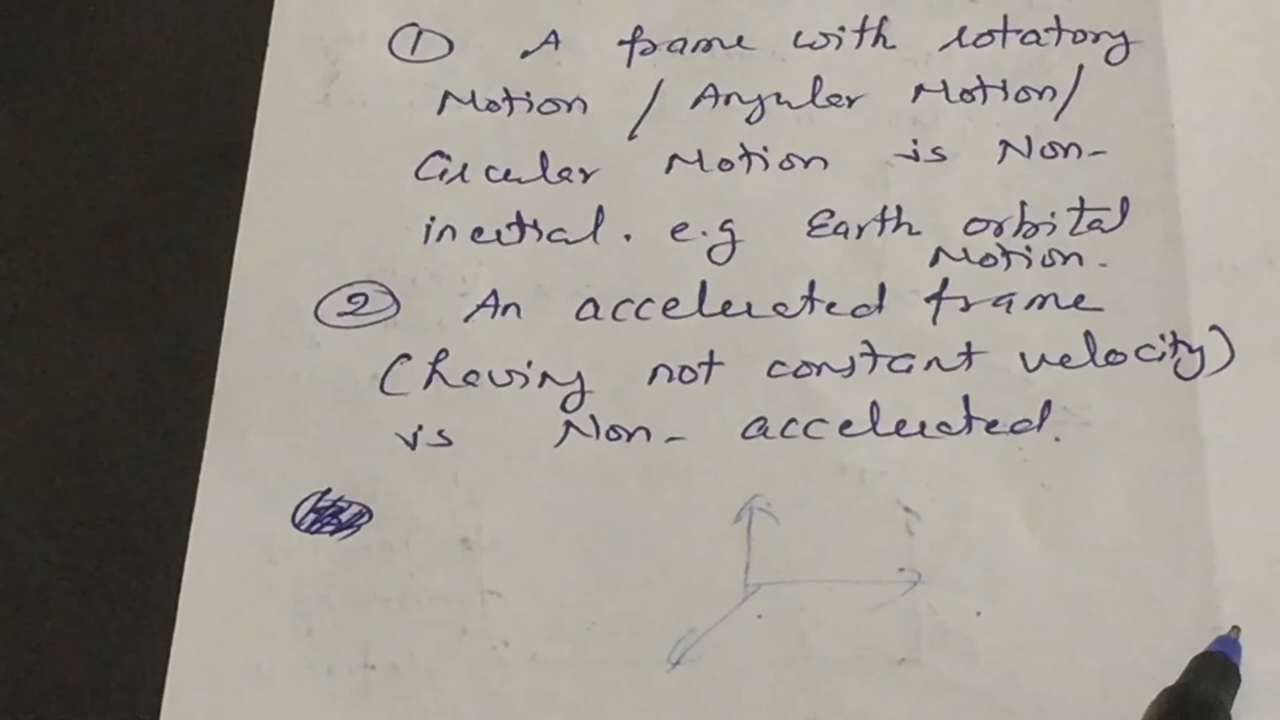 ① A frame with rotatory
Motion / Angular Motion/
Circular Motion is Non-
inertial. e.g Earth orbital
Motion.
② An accelerated frame
(having not constant velocity)
is Non-accelerated.